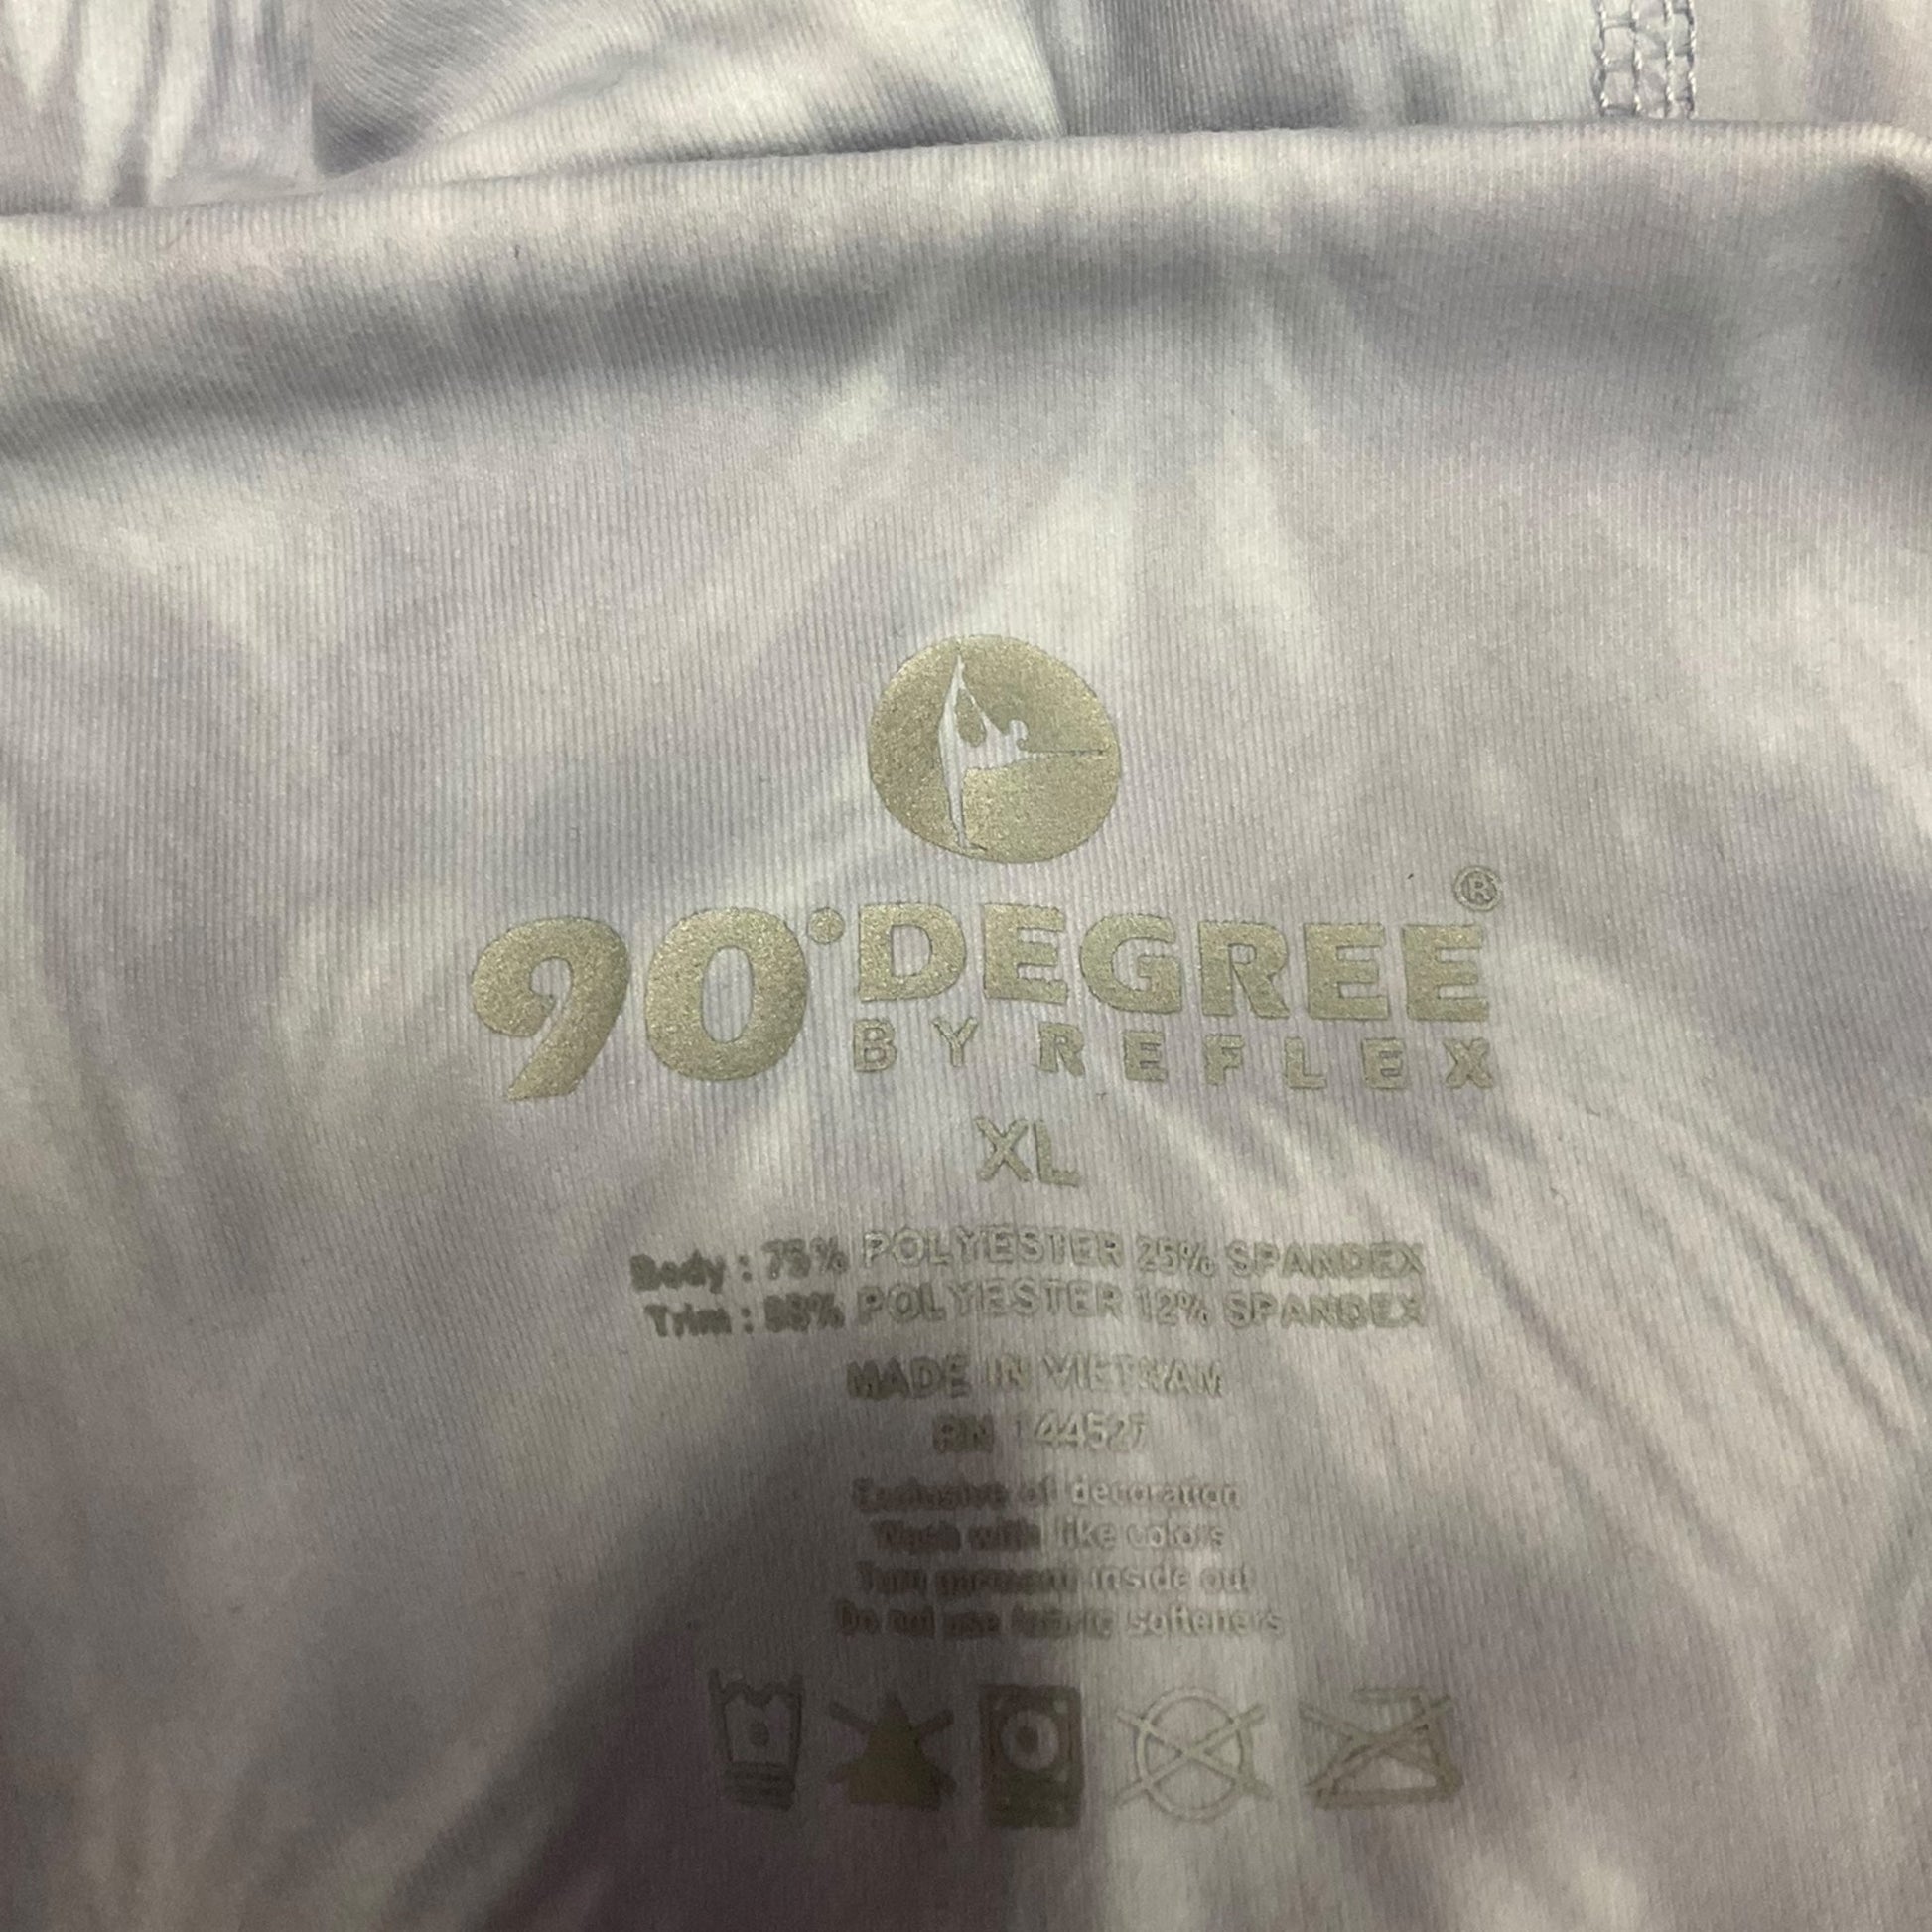 90°DEGREE®
BY REFLEX
XL
Body : 75% POLYESTER 25% SPANDEX
Trim : 88% POLYESTER 12% SPANDEX
MADE IN VIETNAM
RN 144527
Exclusive of decoration
Wash with like colors
Turn garment inside out
Do not use fabric softeners